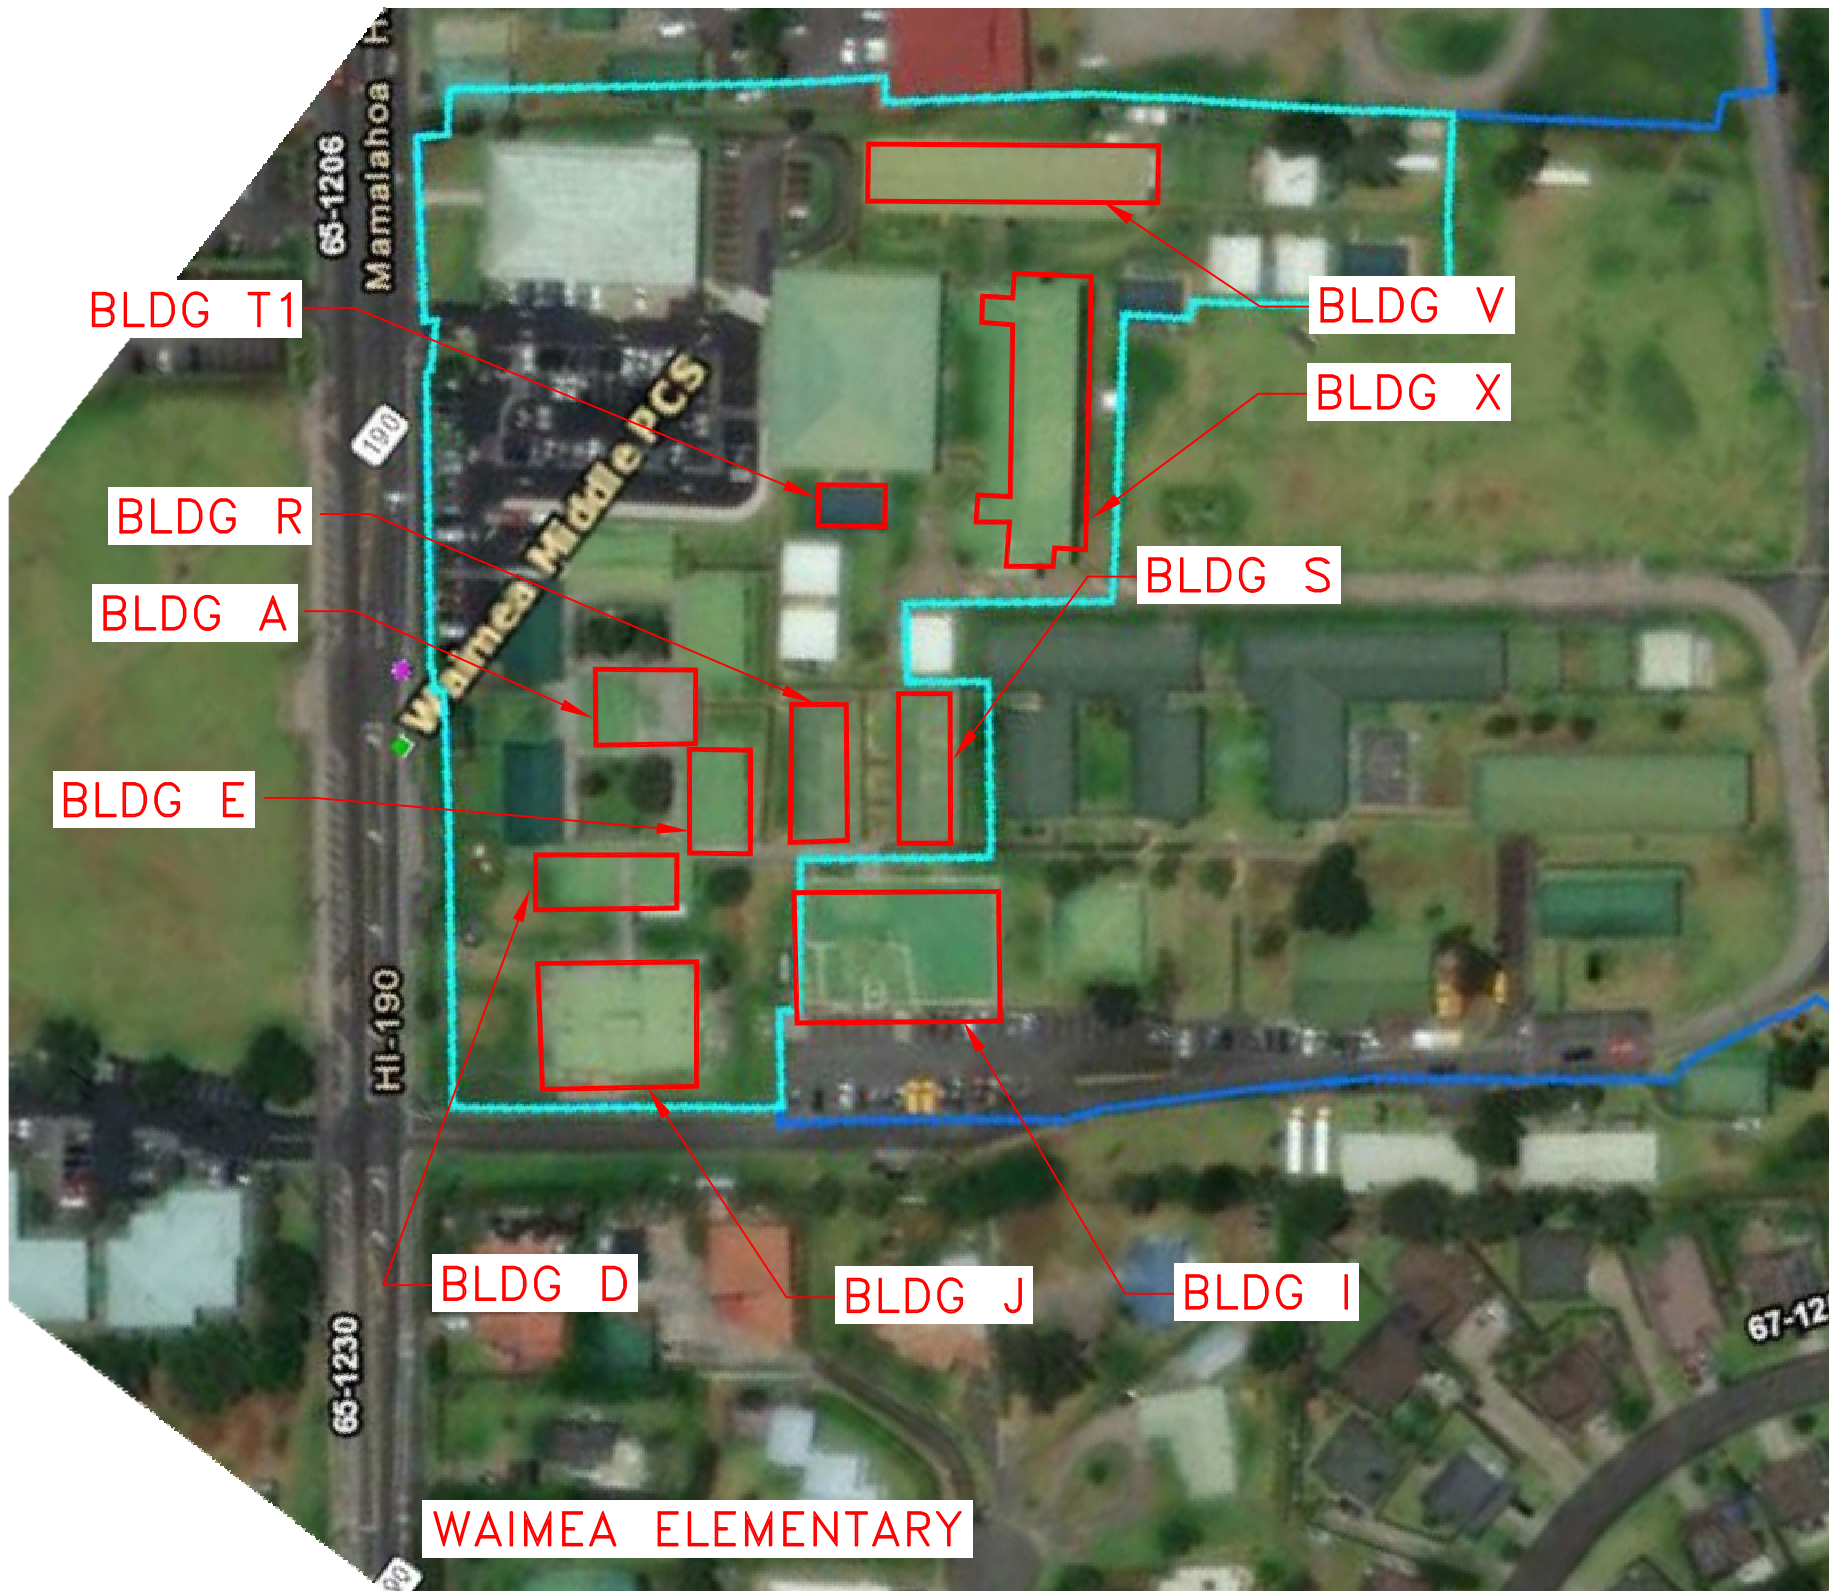 Mamalahoa H
65-1206
BLDG T1
BLDG V
190
BLDG X
Waimea Middle PCS
BLDG R
BLDG S
BLDG A
BLDG E
HI-190
BLDG D
BLDG J
BLDG I
65-1230
67-12
WAIMEA ELEMENTARY
90